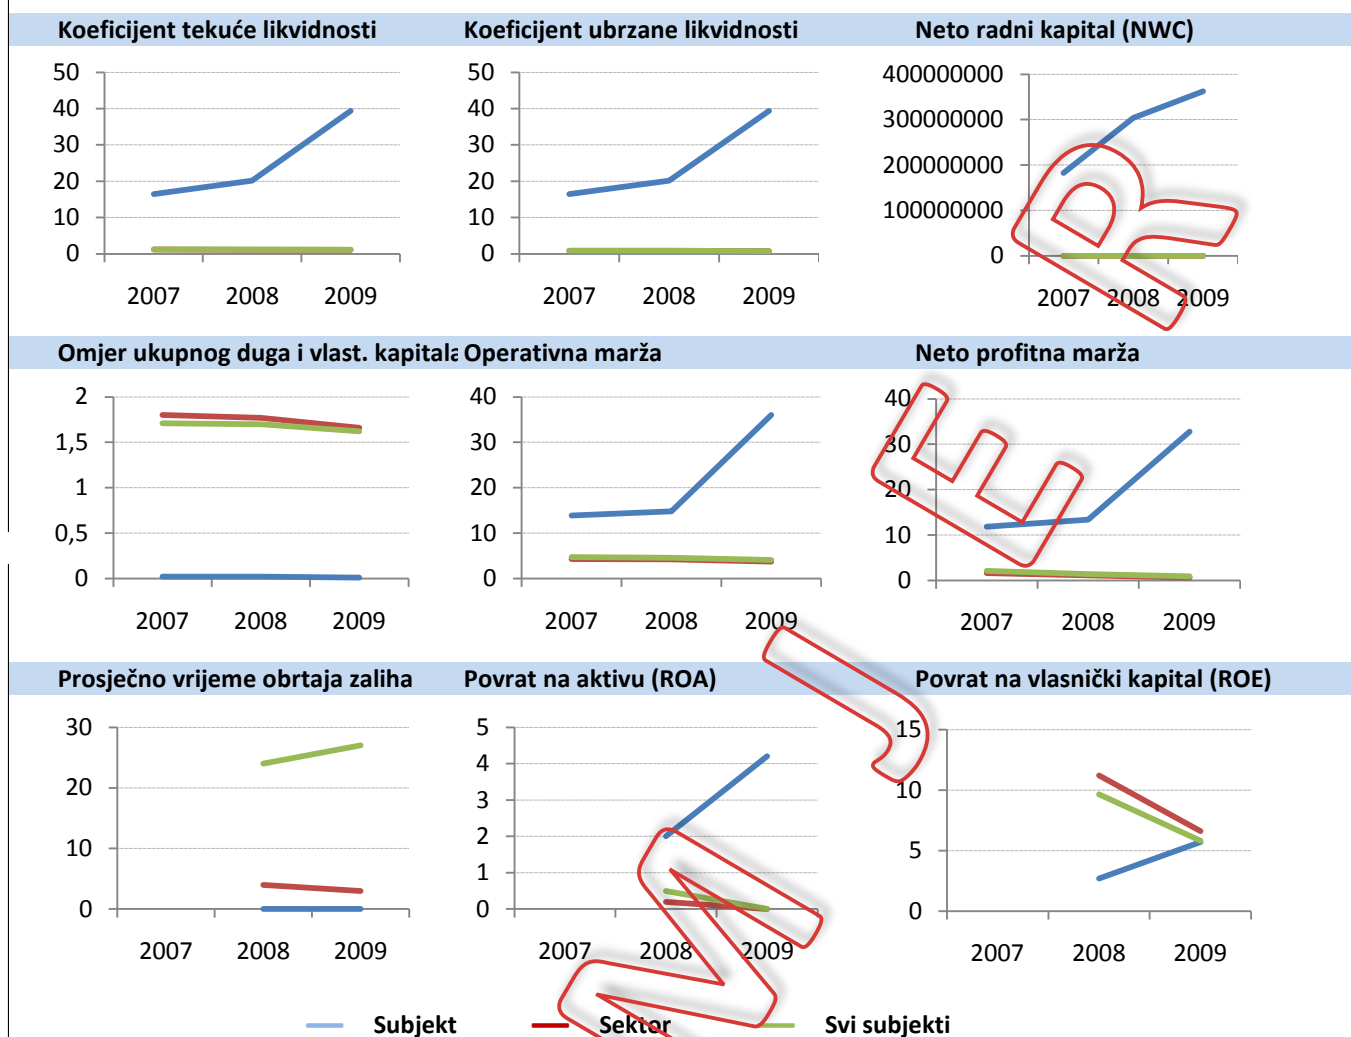 Koeficijent tekuće likvidnosti Koeficijent ubrzane likvidnosti Neto radni kapital (NWC)
50 50 400000000
40 40 300000000
30 30 200000000
20 20 100000000
10 10 0
0 0
2007 2008 2009 2007 2008 2009 2007 2008 2009
Omjer ukupnog duga i vlast. kapitala Operativna marža Neto profitna marža
2 40 40
1,5 30 30
1 20 20
0,5 10 10
0 0 0
2007 2008 2009 2007 2008 2009 2007 2008 2009
Prosječno vrijeme obrtaja zaliha Povrat na aktivu (ROA) Povrat na vlasnički kapital (ROE)
30 5 15
20 4 10
10 3 5
0 2 0
1
0
2007 2008 2009 2007 2008 2009 2007 2008 2009
Subjekt Sektor Svi subjekti
PRIMJER